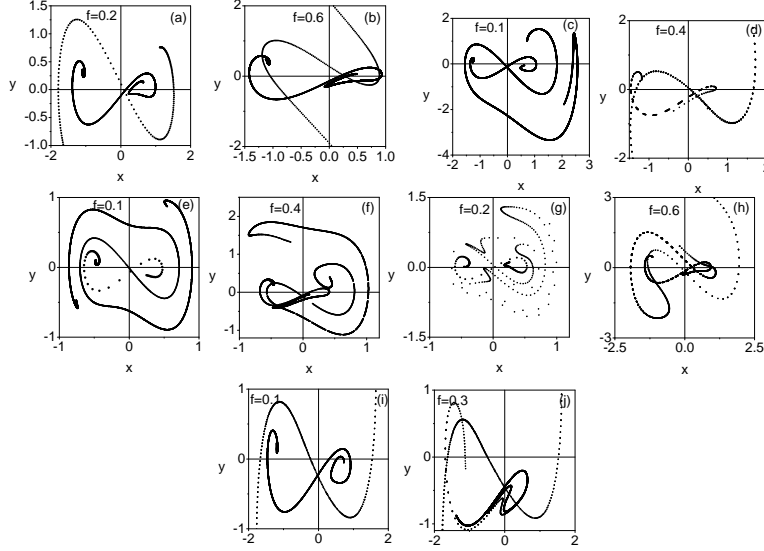 f=0.2 (a)
1.5
1.0
0.5
0.0
-0.5
-1.0
y
-2 0 2
x
f=0.6 (b)
2
0
-2
y
-1.5 -1.0 -0.5 0.0 0.5 1.0
x
f=0.1 (c)
2
0
-2
-4
y
-2 -1 0 1 2 3
x
f=0.4 (d)
2
0
-2
y
0
x
f=0.1 (e)
1
0
-1
y
-1 0 1
x
f=0.4 (f)
2
1
0
-1
y
-1 0 1
x
f=0.2 (g)
1.5
0.0
-1.5
y
-1 0 1
x
f=0.6 (h)
3
0
-3
y
-2.5 0.0 2.5
x
f=0.1 (i)
1
0
-1
y
-2 0 2
x
f=0.3 (j)
1
0
-1
y
-2 0 2
x